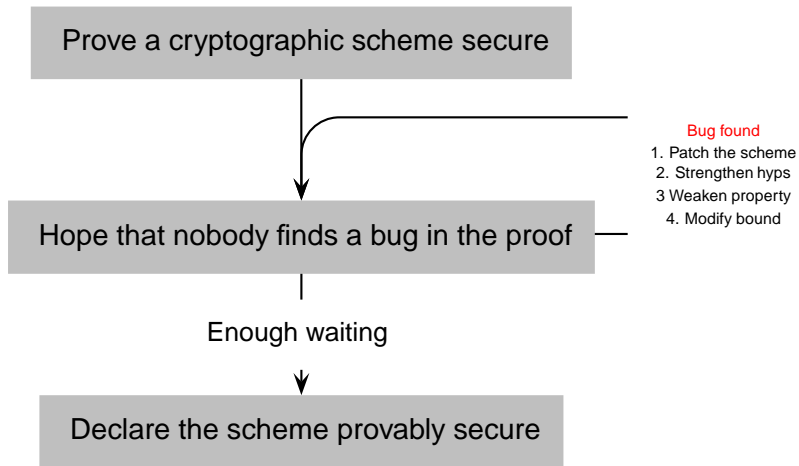 Prove a cryptographic scheme secure
Bug found
1. Patch the scheme
2. Strengthen hyps
3 Weaken property
4. Modify bound
Hope that nobody finds a bug in the proof
Enough waiting
Declare the scheme provably secure